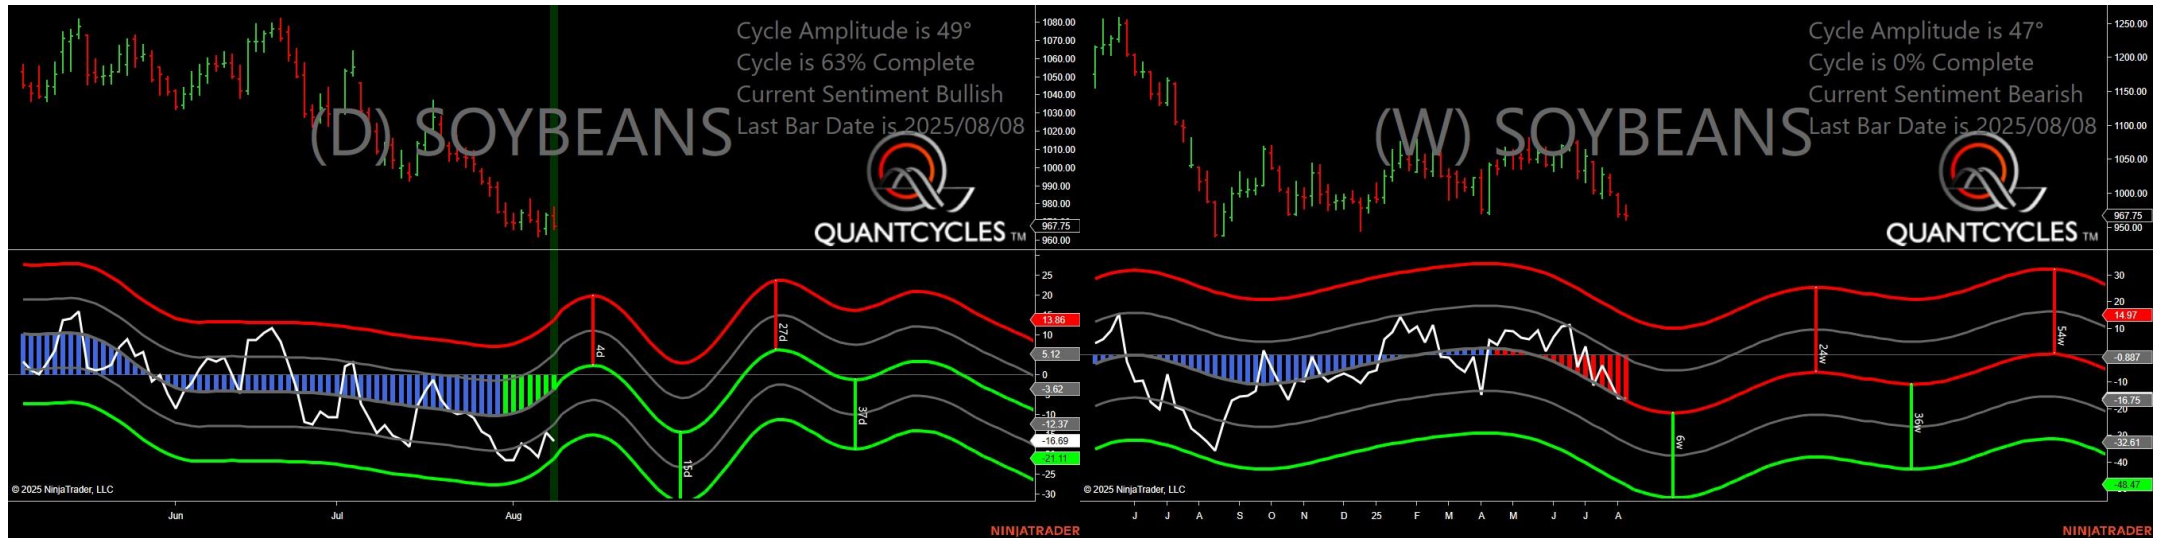 Cycle Amplitude is 49°
Cycle is 63% Complete
Current Sentiment Bullish
Last Bar Date is 2025/08/08
(D) SOYBEANS
QUANTCYCLES TM
1080.00
1070.00
1060.00
1050.00
1040.00
1030.00
1020.00
1010.00
1000.00
990.00
980.00
967.75
960.00
25
20
13.86
10
5.12
0
-3.62
-10
-12.37
-16.69
-21.11
-25
-30
4d
15d
27d
37d
© 2025 NinjaTrader, LLC
Jun
Jul
Aug
NINJATRADER
Cycle Amplitude is 47°
Cycle is 0% Complete
Current Sentiment Bearish
Last Bar Date is 2025/08/08
(W) SOYBEANS
QUANTCYCLES TM
1250.00
1200.00
1150.00
1100.00
1050.00
1000.00
967.75
950.00
30
20
14.97
10
-0.887
-10
-16.75
-20
-32.61
-40
-48.47
6w
24w
36w
54w
© 2025 NinjaTrader, LLC
J
J
A
S
O
N
D
25
F
M
A
M
J
J
A
NINJATRADER